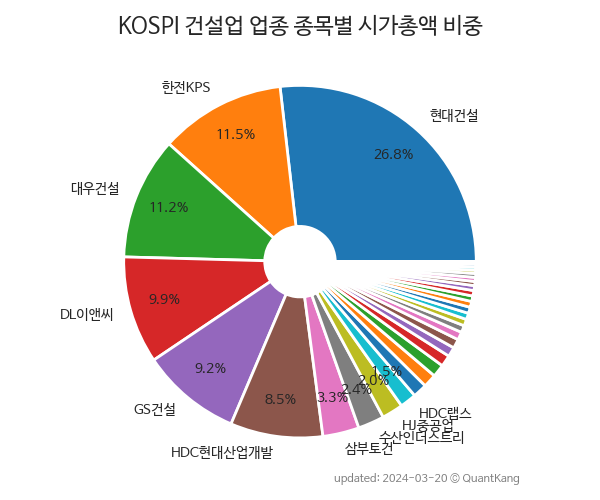 KOSPI 건설업 업종 종목별 시가총액 비중
현대건설
26.8%
한전KPS
11.5%
대우건설
11.2%
DL이앤씨
9.9%
GS건설
9.2%
HDC현대산업개발
8.5%
삼부토건
3.3%
수산인더스트리
2.4%
HJ중공업
2.0%
HDC랩스
1.5%
updated: 2024-03-20 ⓒ QuantKang